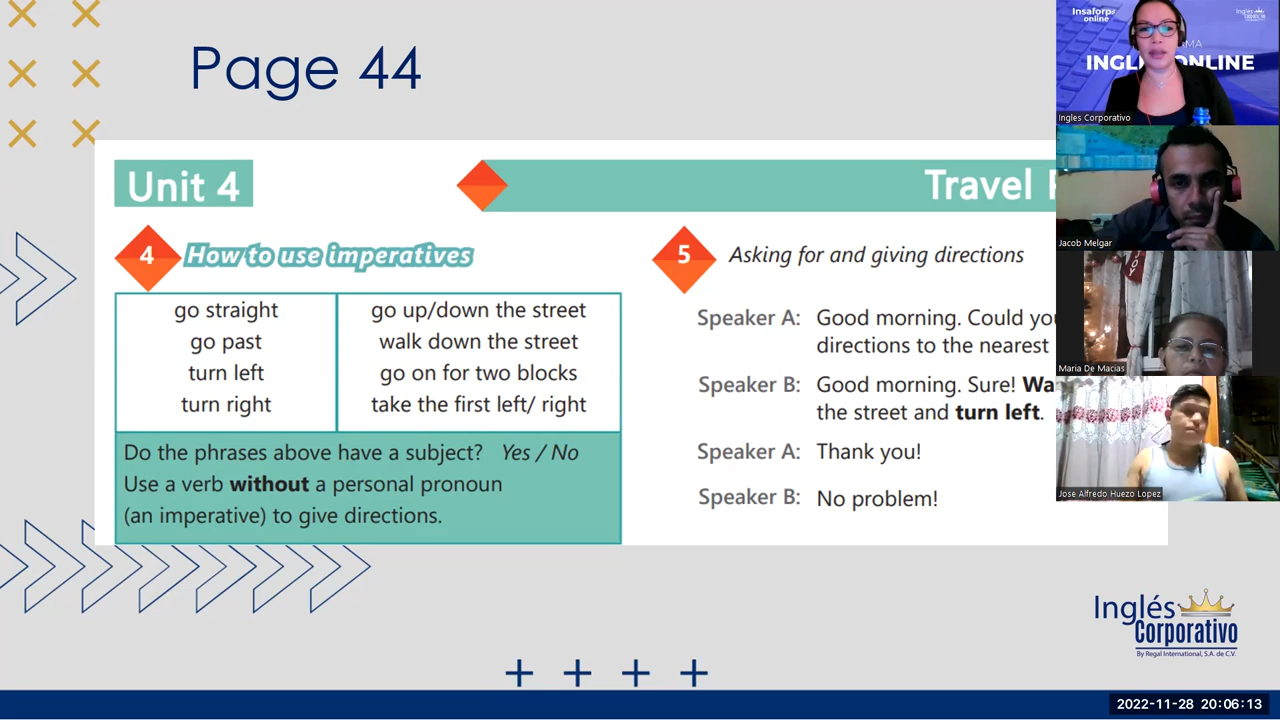 Page 44
Unit 4
Travel
4
How to use imperatives
go straight
go past
turn left
turn right
go up/down the street
walk down the street
go on for two blocks
take the first left/ right
Do the phrases above have a subject? Yes / No
Use a verb without a personal pronoun
(an imperative) to give directions.
5
Asking for and giving directions
Speaker A: Good morning. Could
directions to the nearest
Speaker B: Good morning. Sure!
the street and turn left.
Speaker A: Thank you!
Speaker B: No problem!
Insaforp
online
INGLÉS ONLINE
Ingles Corporativo
Jacob Melgar
Maria De Macias
Jose Alfredo Huezo Lopez
Inglés
Corporativo
By Regal International, S.A. de C.V.
2022-11-28 20:06:13